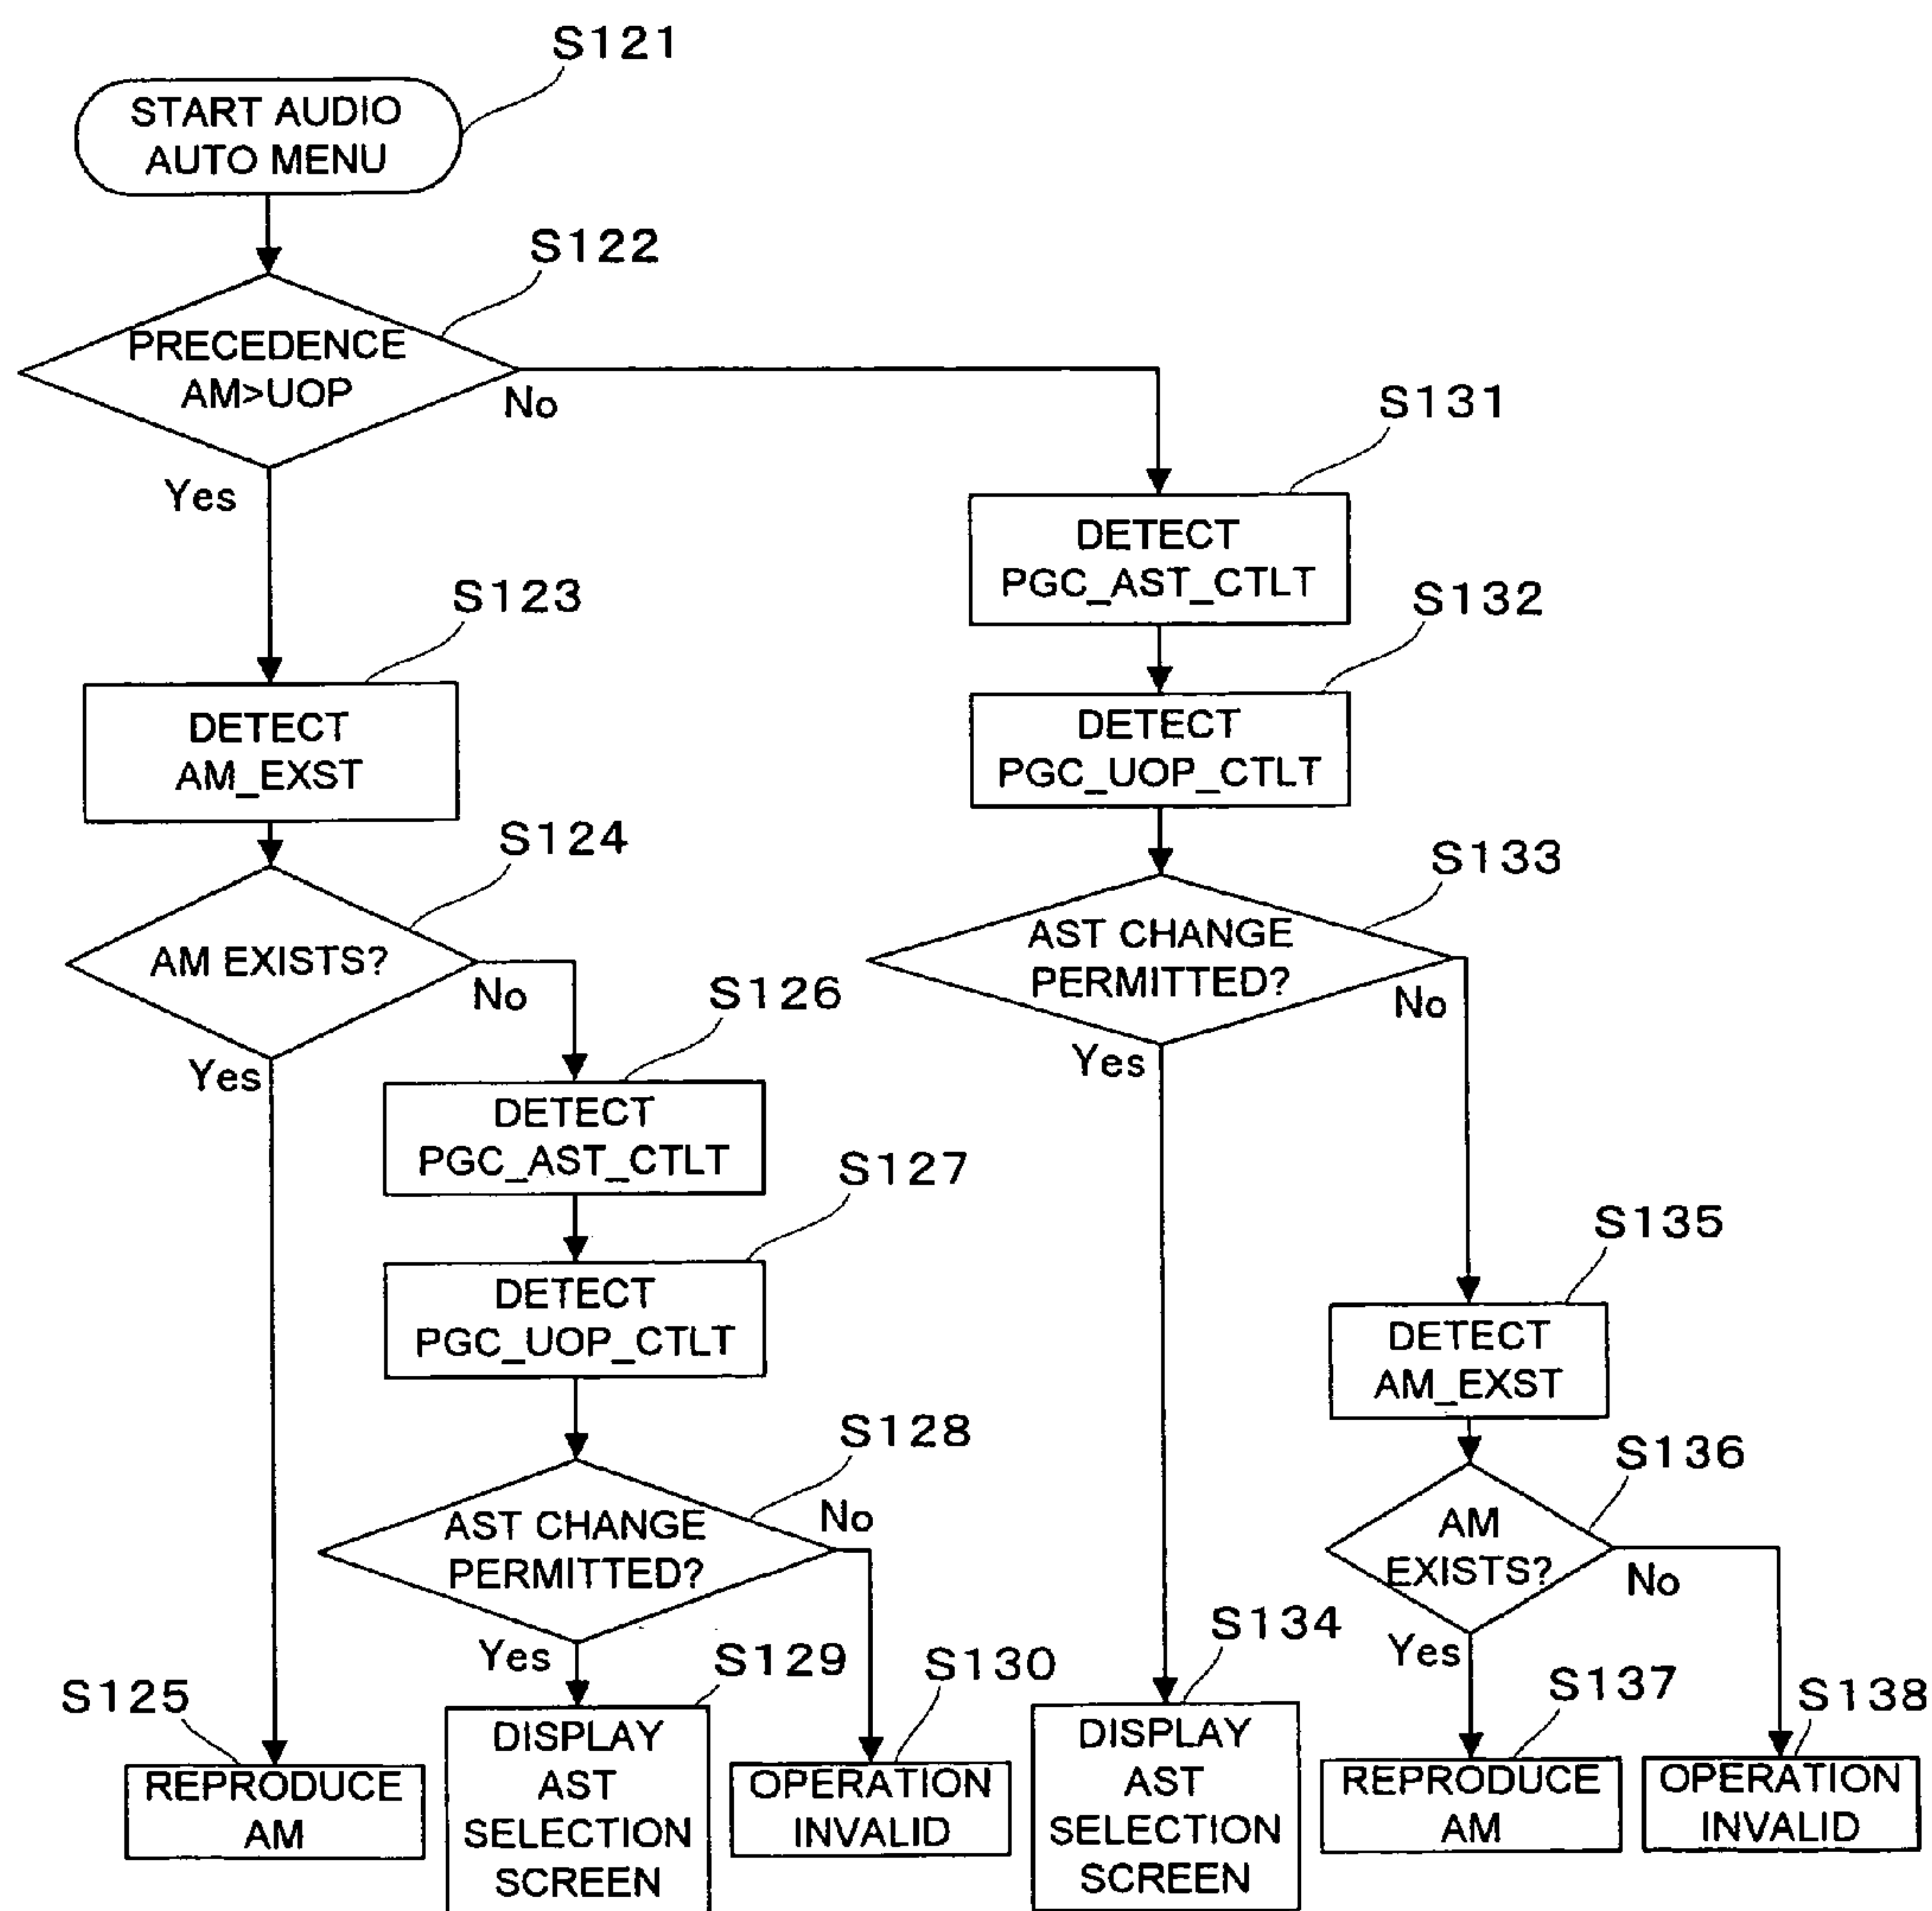 S121
START AUDIO
AUTO MENU
S122
PRECEDENCE
AM>UOP
No
Yes
S131
DETECT
PGC_AST_CTLT
S132
DETECT
PGC_UOP_CTLT
S123
DETECT
AM_EXST
S124
AM EXISTS?
No
Yes
S133
AST CHANGE
PERMITTED?
No
Yes
S126
DETECT
PGC_AST_CTLT
S127
DETECT
PGC_UOP_CTLT
S128
AST CHANGE
PERMITTED?
No
Yes
S135
DETECT
AM_EXST
S136
AM
EXISTS?
No
Yes
S125
REPRODUCE
AM
S129
DISPLAY
AST
SELECTION
SCREEN
S130
OPERATION
INVALID
S134
DISPLAY
AST
SELECTION
SCREEN
S137
REPRODUCE
AM
S138
OPERATION
INVALID